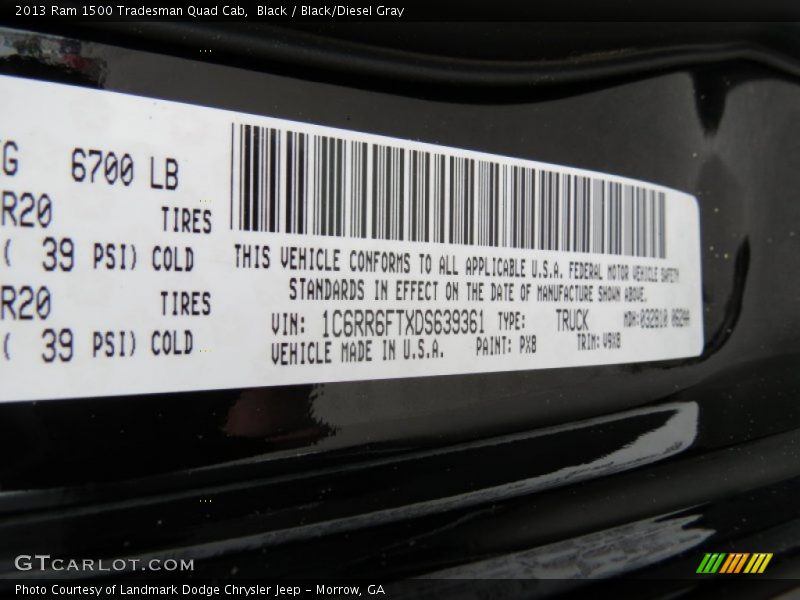 2013 Ram 1500 Tradesman Quad Cab,  Black / Black/Diesel Gray
6700 LB
R20 TIRES
( 39 PSI) COLD
R20 TIRES
( 39 PSI) COLD
THIS VEHICLE CONFORMS TO ALL APPLICABLE U.S.A. FEDERAL MOTOR VEHICLE SAFETY
STANDARDS IN EFFECT ON THE DATE OF MANUFACTURE SHOWN ABOVE.
VIN: 1C6RR6FTXDS639361 TYPE: TRUCK MDH:
VEHICLE MADE IN U.S.A. PAINT: PX8 TRIM:
GTCARLOT.COM
Photo Courtesy of Landmark Dodge Chrysler Jeep – Morrow, GA